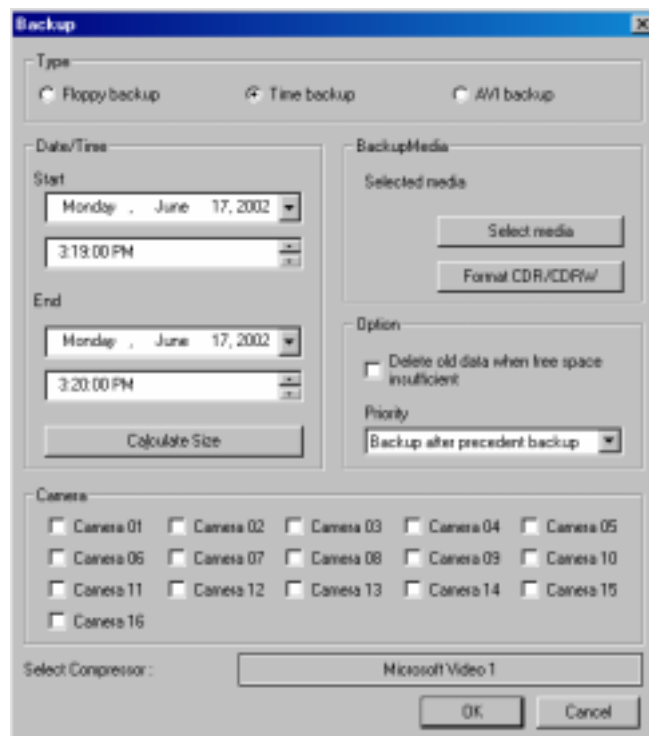 Backup
Type
Floppy backup Time backup AVI backup
Date/Time
Start
Monday , June 17, 2002
3:19:00 PM
End
Monday , June 17, 2002
3:20:00 PM
Calculate Size
BackupMedia
Selected media
Select media
Format CDR/CDRW
Option
Delete old data when free space
insufficient
Priority
Backup after precedent backup
Camera
Camera 01 Camera 02 Camera 03 Camera 04 Camera 05
Camera 06 Camera 07 Camera 08 Camera 09 Camera 10
Camera 11 Camera 12 Camera 13 Camera 14 Camera 15
Camera 16
Select Compressor : Microsoft Video 1
OK Cancel